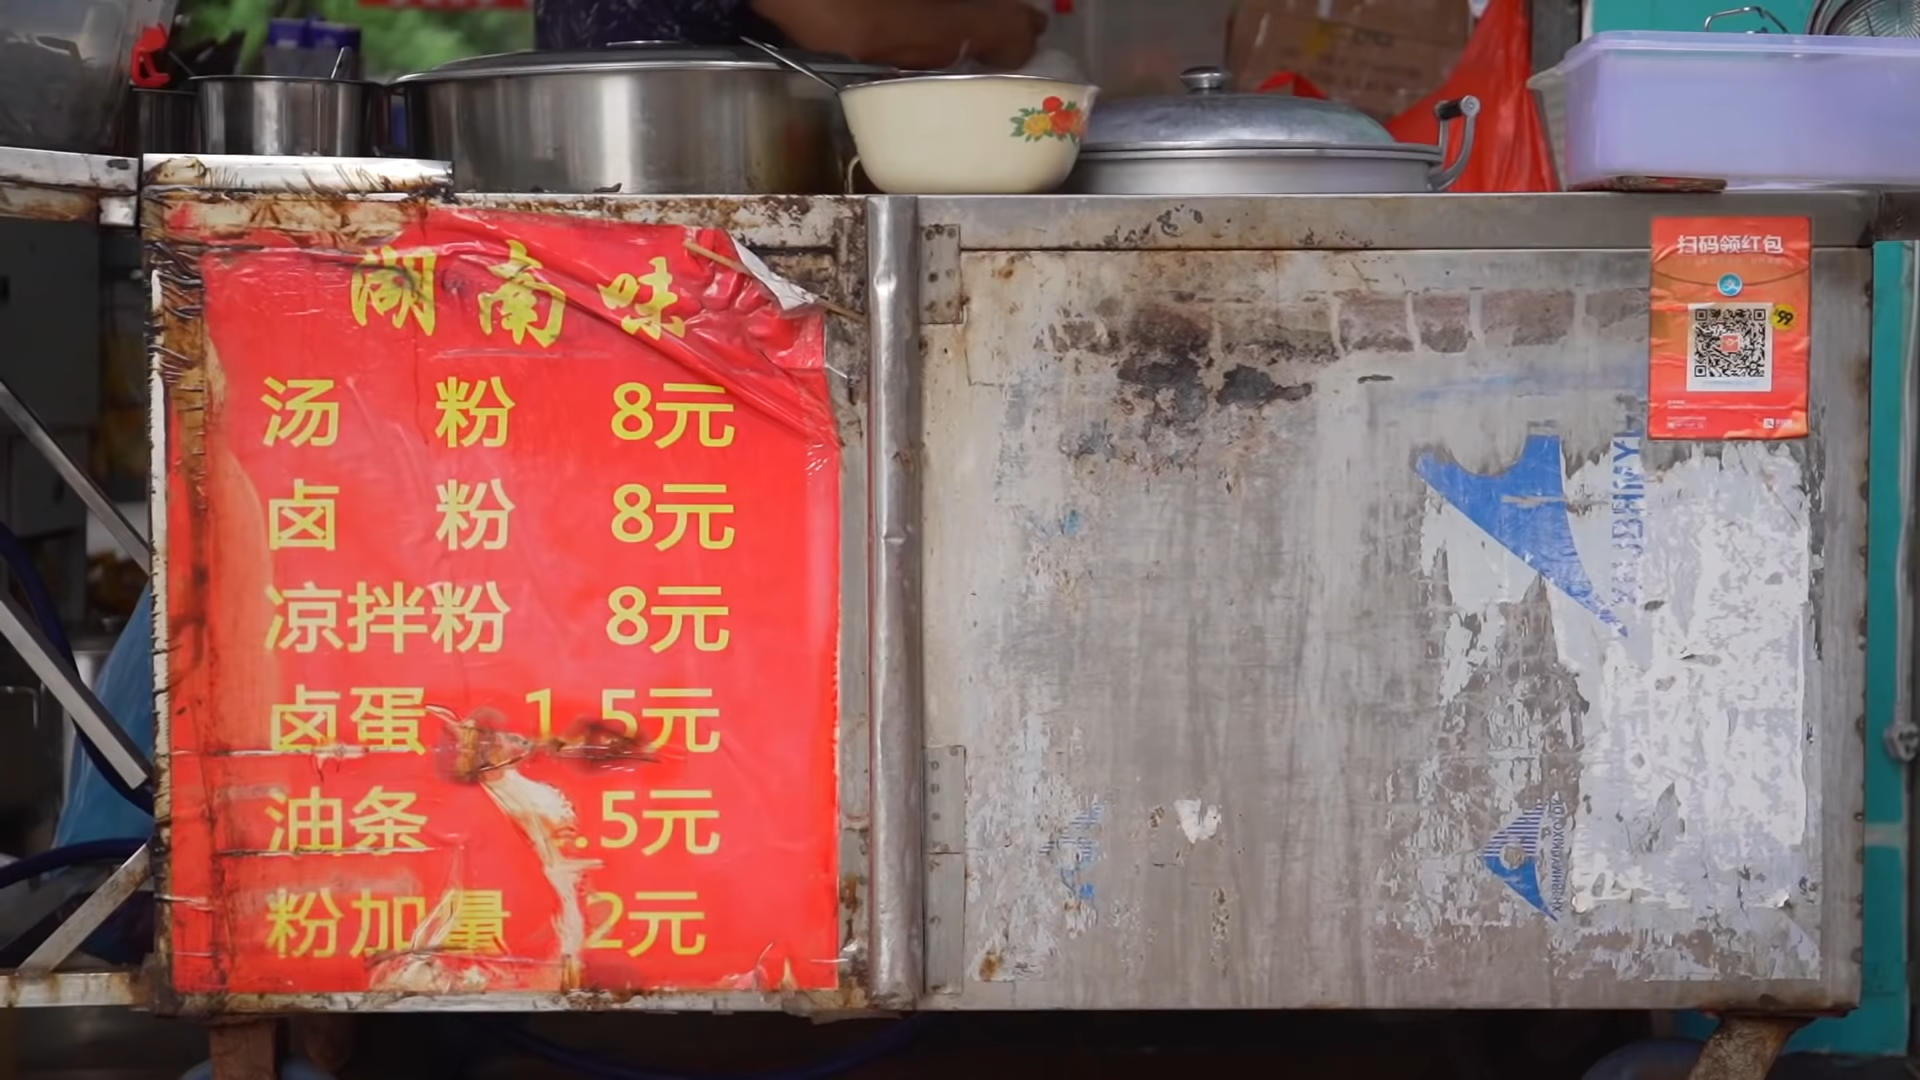 湖南味
汤粉 8元
卤粉 8元
凉拌粉 8元
卤蛋 1.5元
油条 .5元
粉加量 2元
扫码领红包
99